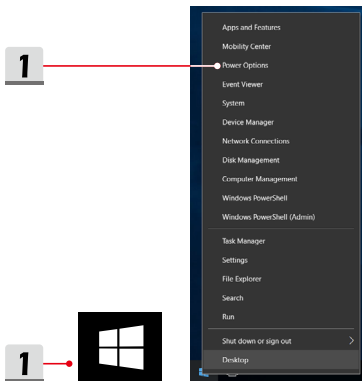 Apps and Features
Mobility Center
1
Power Options
Event Viewer
System
Device Manager
Network Connections
Disk Management
Computer Management
Windows PowerShell
Windows PowerShell (Admin)
Task Manager
Settings
File Explorer
Search
Run
Shut down or sign out
1
Desktop